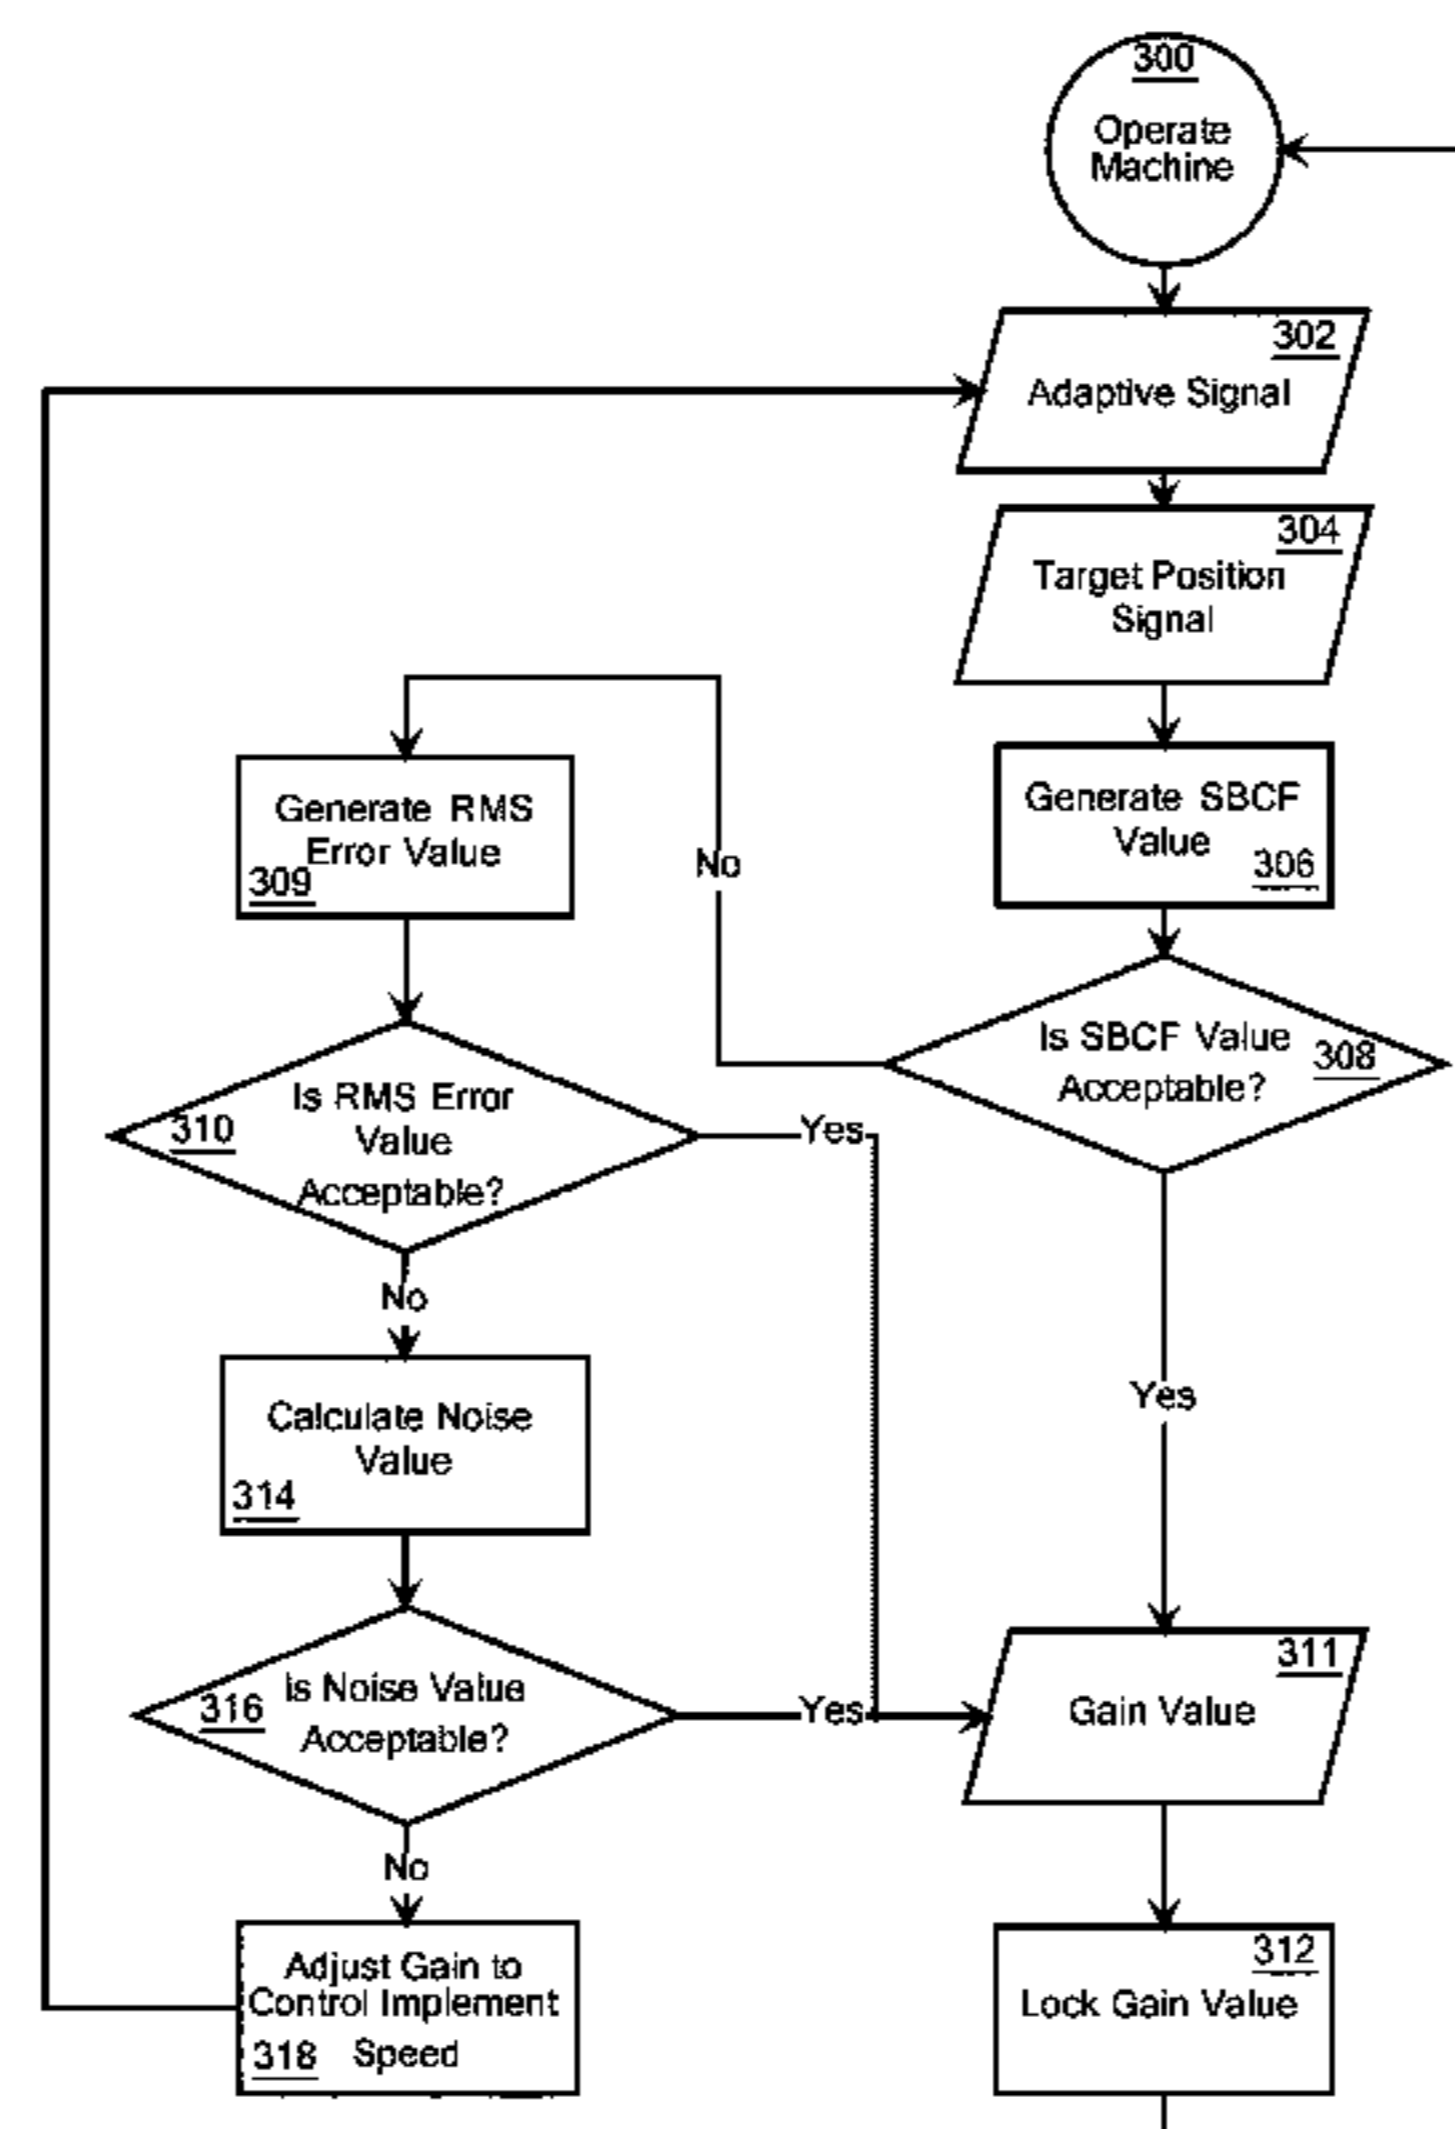 300
Operate
Machine
302
Adaptive Signal
304
Target Position
Signal
Generate SBCF
Value
306
Is SBCF Value
Acceptable?
308
No
Yes
Generate RMS
Error Value
309
Is RMS Error
Value
Acceptable?
310
Yes
No
Calculate Noise
Value
314
Is Noise Value
Acceptable?
316
Yes
No
Adjust Gain to
Control Implement
Speed
318
311
Gain Value
312
Lock Gain Value